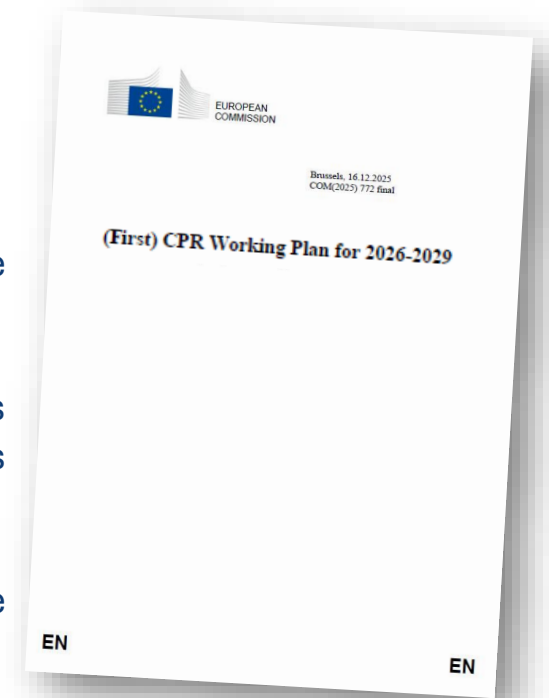 EUROPEAN
COMMISSION
Brussels, 16.12.2025
COM(2025) 772 final
(First) CPR Working Plan for 2026-2029
e
s
s
e
EN
EN